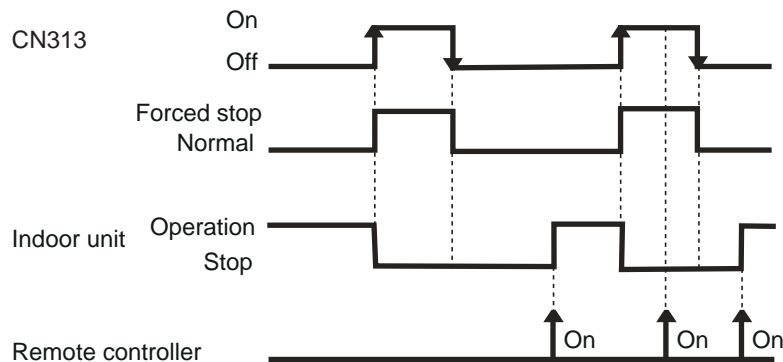 CN313
On
Off
Forced stop
Normal
Indoor unit
Operation
Stop
Remote controller
On
On
On